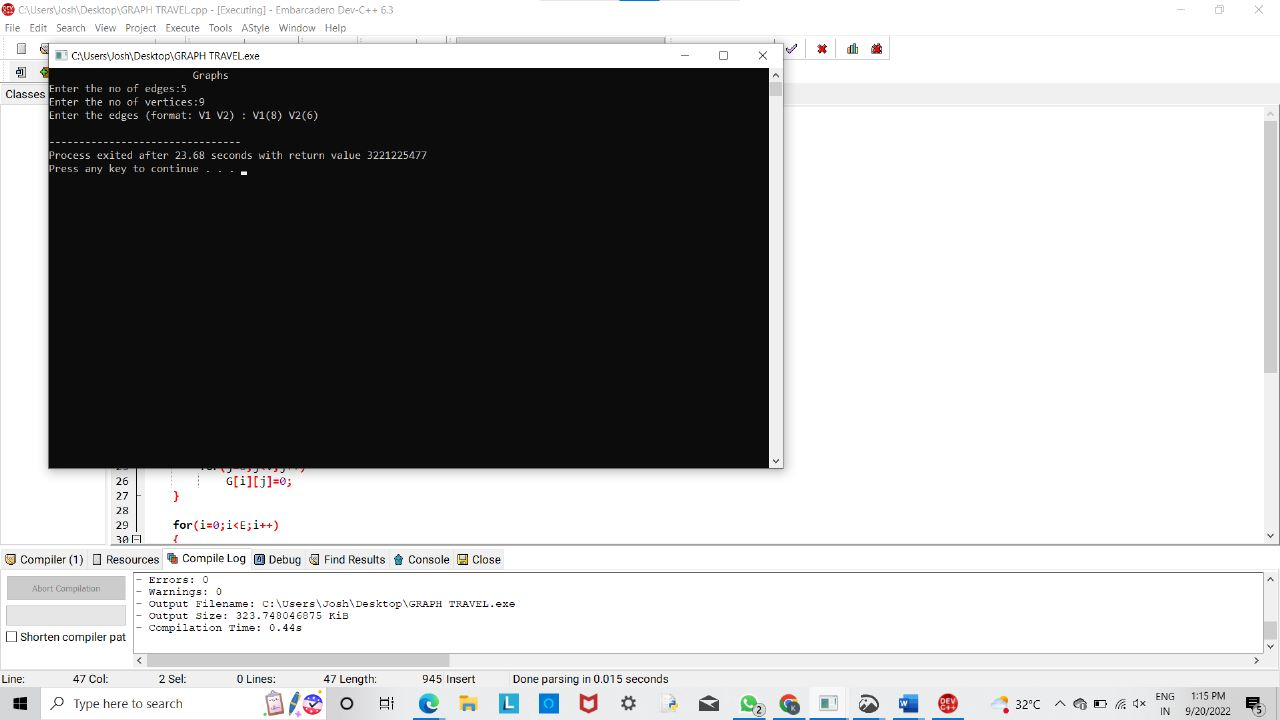 C:\Users\Josh\Desktop\GRAPH TRAVEL.cpp - [Executing] - Embarcadero Dev-C++ 6.3
File Edit Search View Project Execute Tools AStyle Window Help
C:\Users\Josh\Desktop\GRAPH TRAVEL.exe
Classes
Graphs
Enter the no of edges:5
Enter the no of vertices:9
Enter the edges (format: V1 V2) : V1(8) V2(6)
--------------------------------
Process exited after 23.68 seconds with return value 3221225477
Press any key to continue . . .
26 G[i][j]=0;
27 }
28
29 for(i=0;i<E;i++)
30 {
Compiler (1) Resources Compile Log Debug Find Results Console Close
Abort Compilation
Shorten compiler pat
- Errors: 0
- Warnings: 0
- Output Filename: C:\Users\Josh\Desktop\GRAPH TRAVEL.exe
- Output Size: 323.748046875 KiB
- Compilation Time: 0.44s
Line: 47 Col: 2 Sel: 0 Lines: 47 Length: 945 Insert Done parsing in 0.015 seconds
Type here to search
L
W
DEV C++
2
K
32°C
ENG
IN
1:15 PM
9/20/2022
5